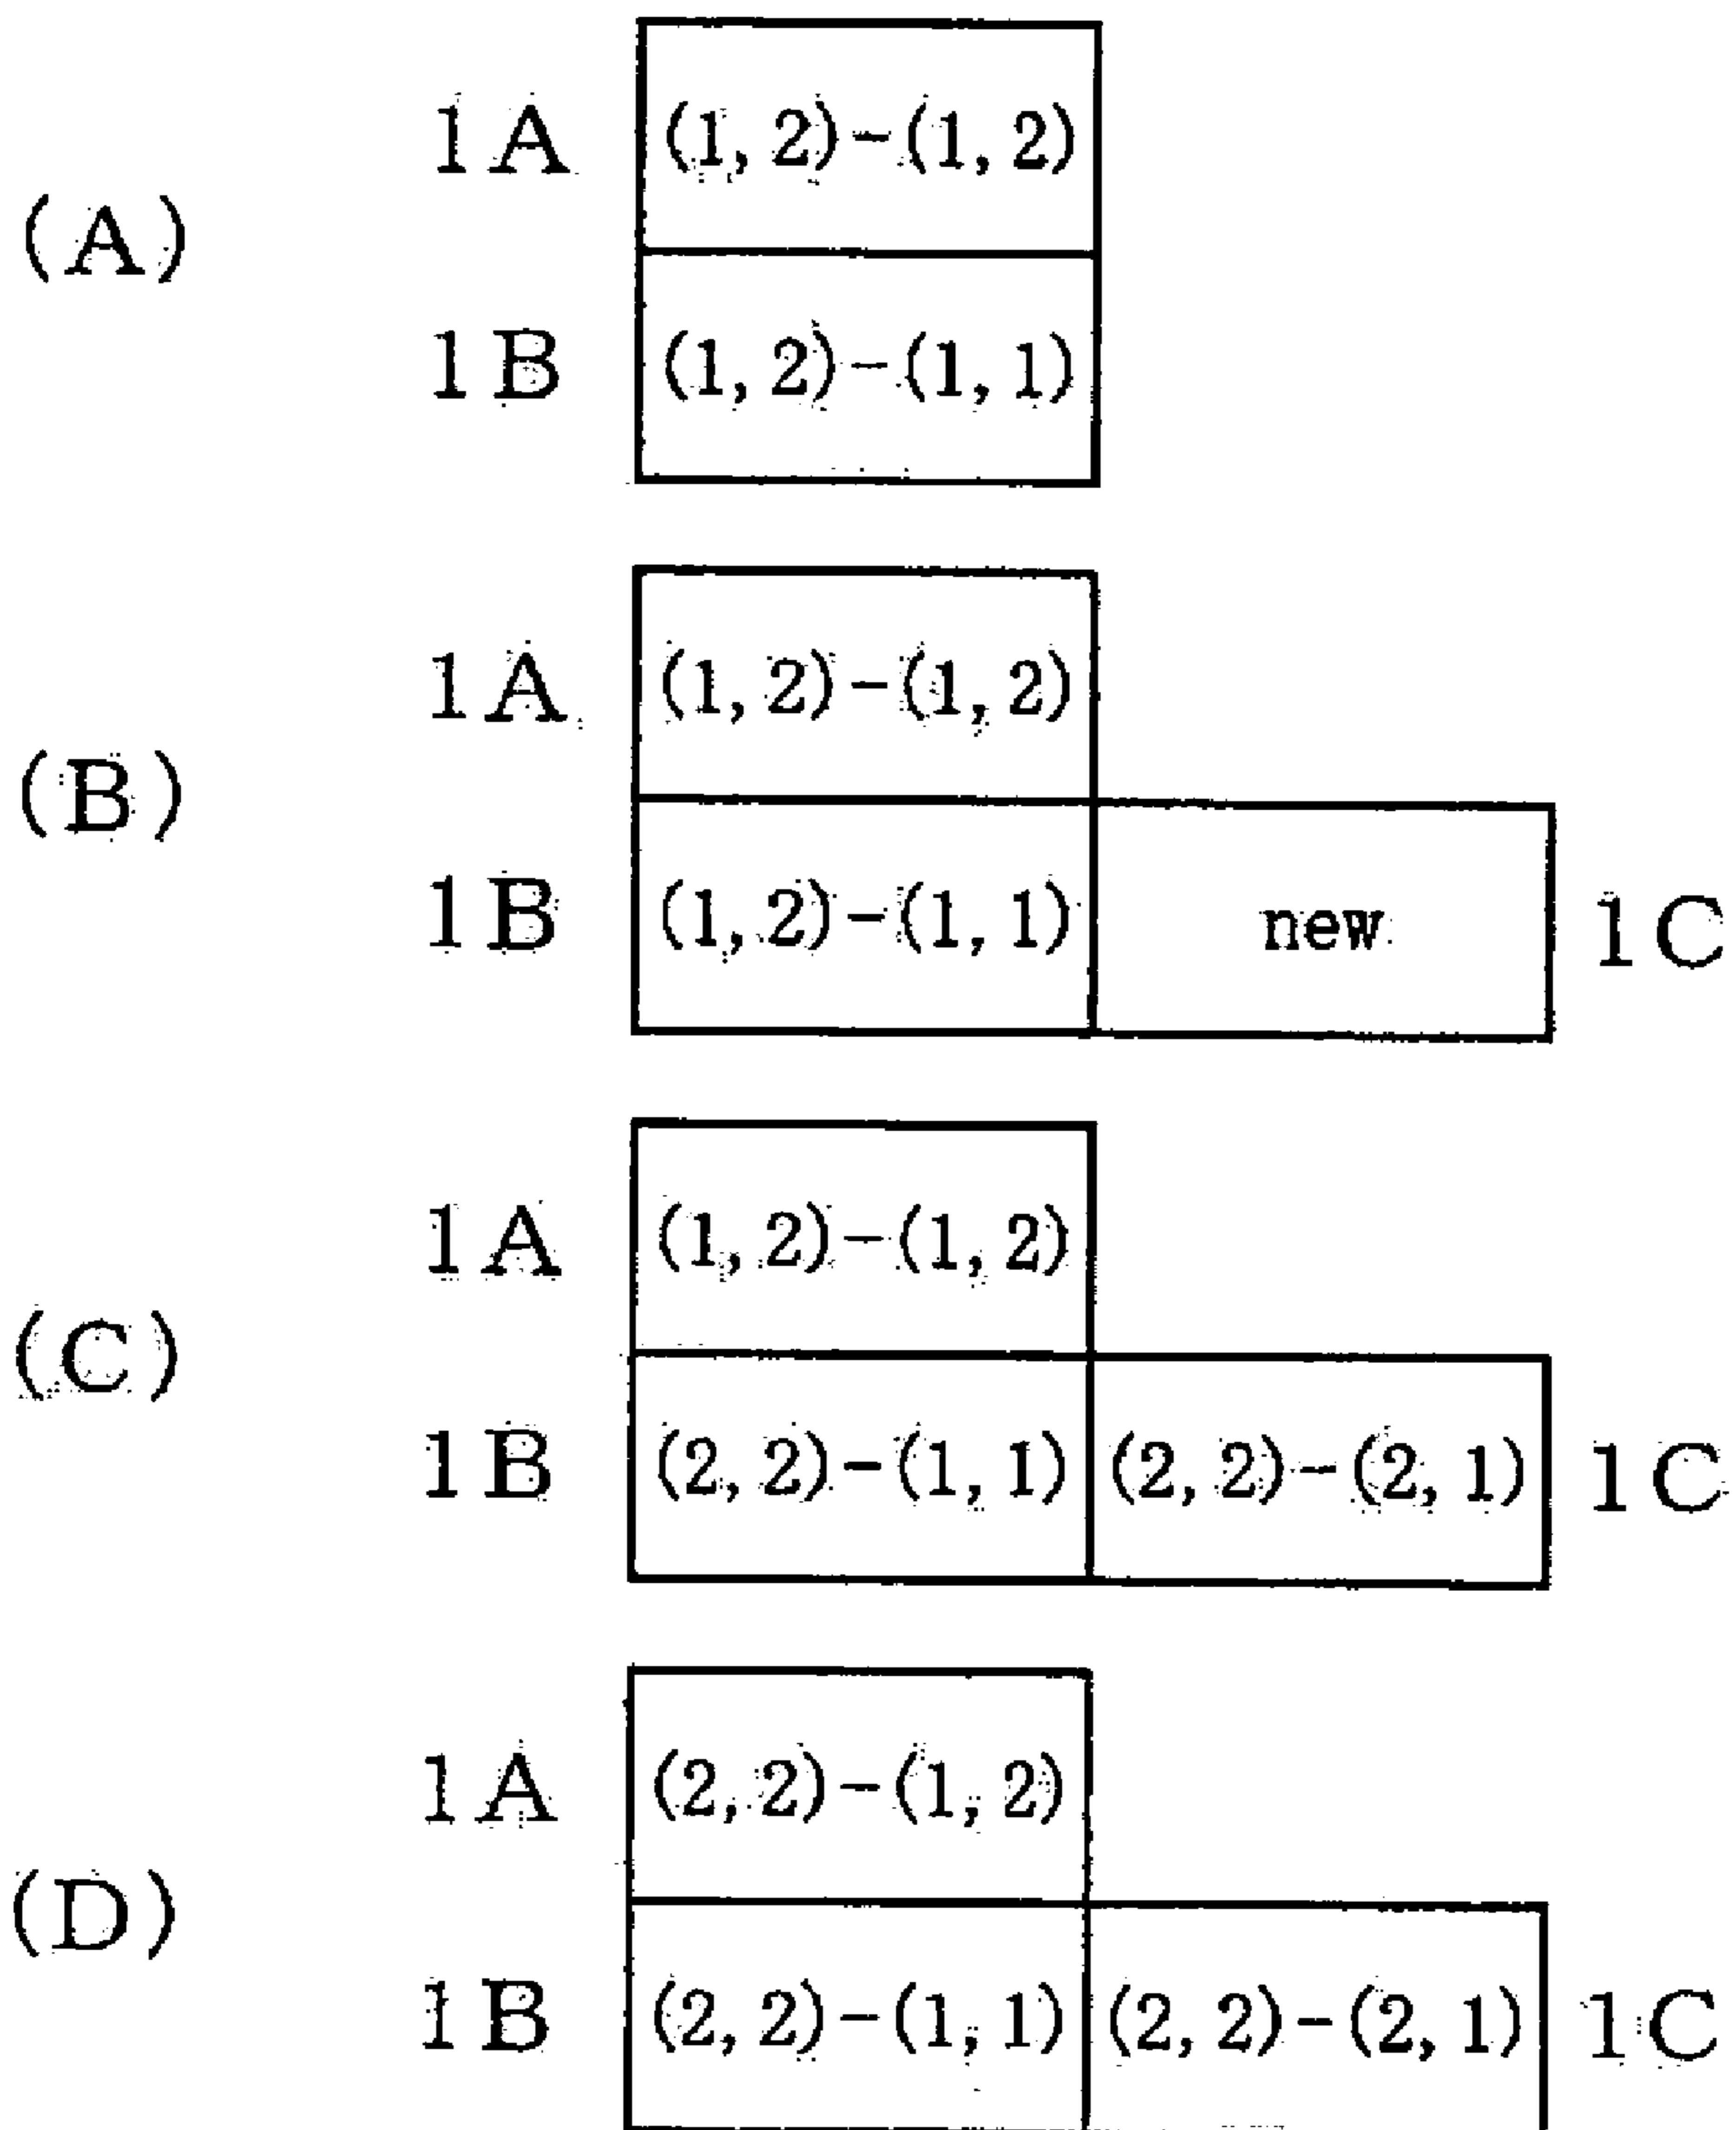 1A (1, 2)-(1, 2)
(A)
1B (1, 2)-(1, 1)
1A (1, 2)-(1, 2)
(B)
1B (1, 2)-(1, 1) new 1C
1A (1, 2)-(1, 2)
(C)
1B (2, 2)-(1, 1) (2, 2)-(2, 1) 1C
1A (2, 2)-(1, 2)
(D)
1B (2, 2)-(1, 1) (2, 2)-(2, 1) 1C